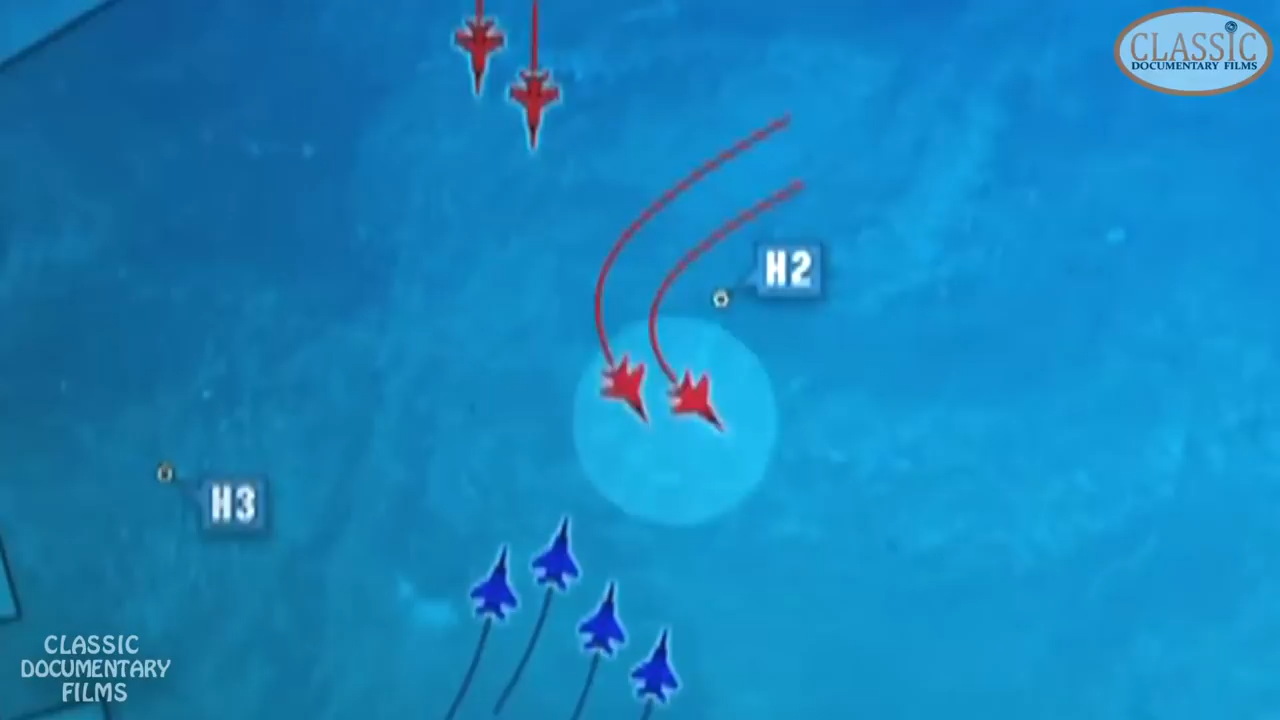 CLASSIC
DOCUMENTARY FILMS
H2
H3
CLASSIC
DOCUMENTARY
FILMS